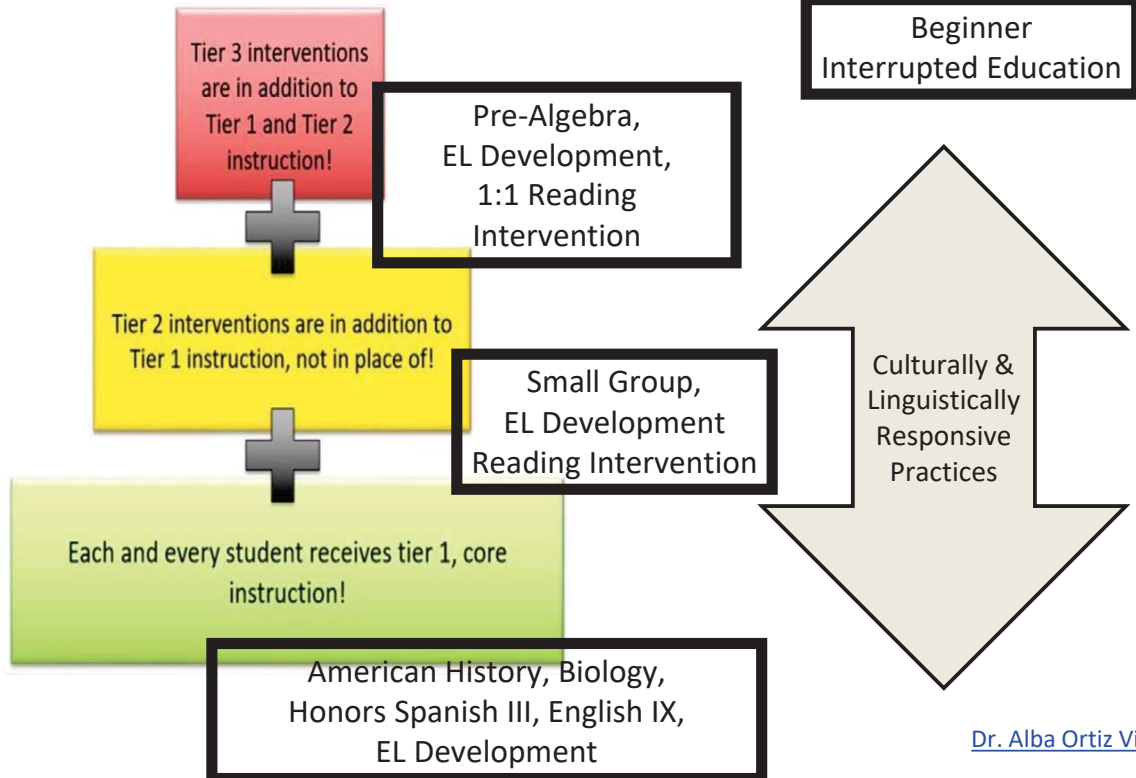 Tier 3 interventions
are in addition to
Tier 1 and Tier 2
instruction!
Beginner
Interrupted Education
Pre-Algebra,
EL Development,
1:1 Reading
Intervention
Tier 2 interventions are in addition to
Tier 1 instruction, not in place of!
Small Group,
EL Development
Reading Intervention
Culturally &
Linguistically
Responsive
Practices
Each and every student receives tier 1, core
instruction!
American History, Biology,
Honors Spanish III, English IX,
EL Development
Dr. Alba Ortiz Vi